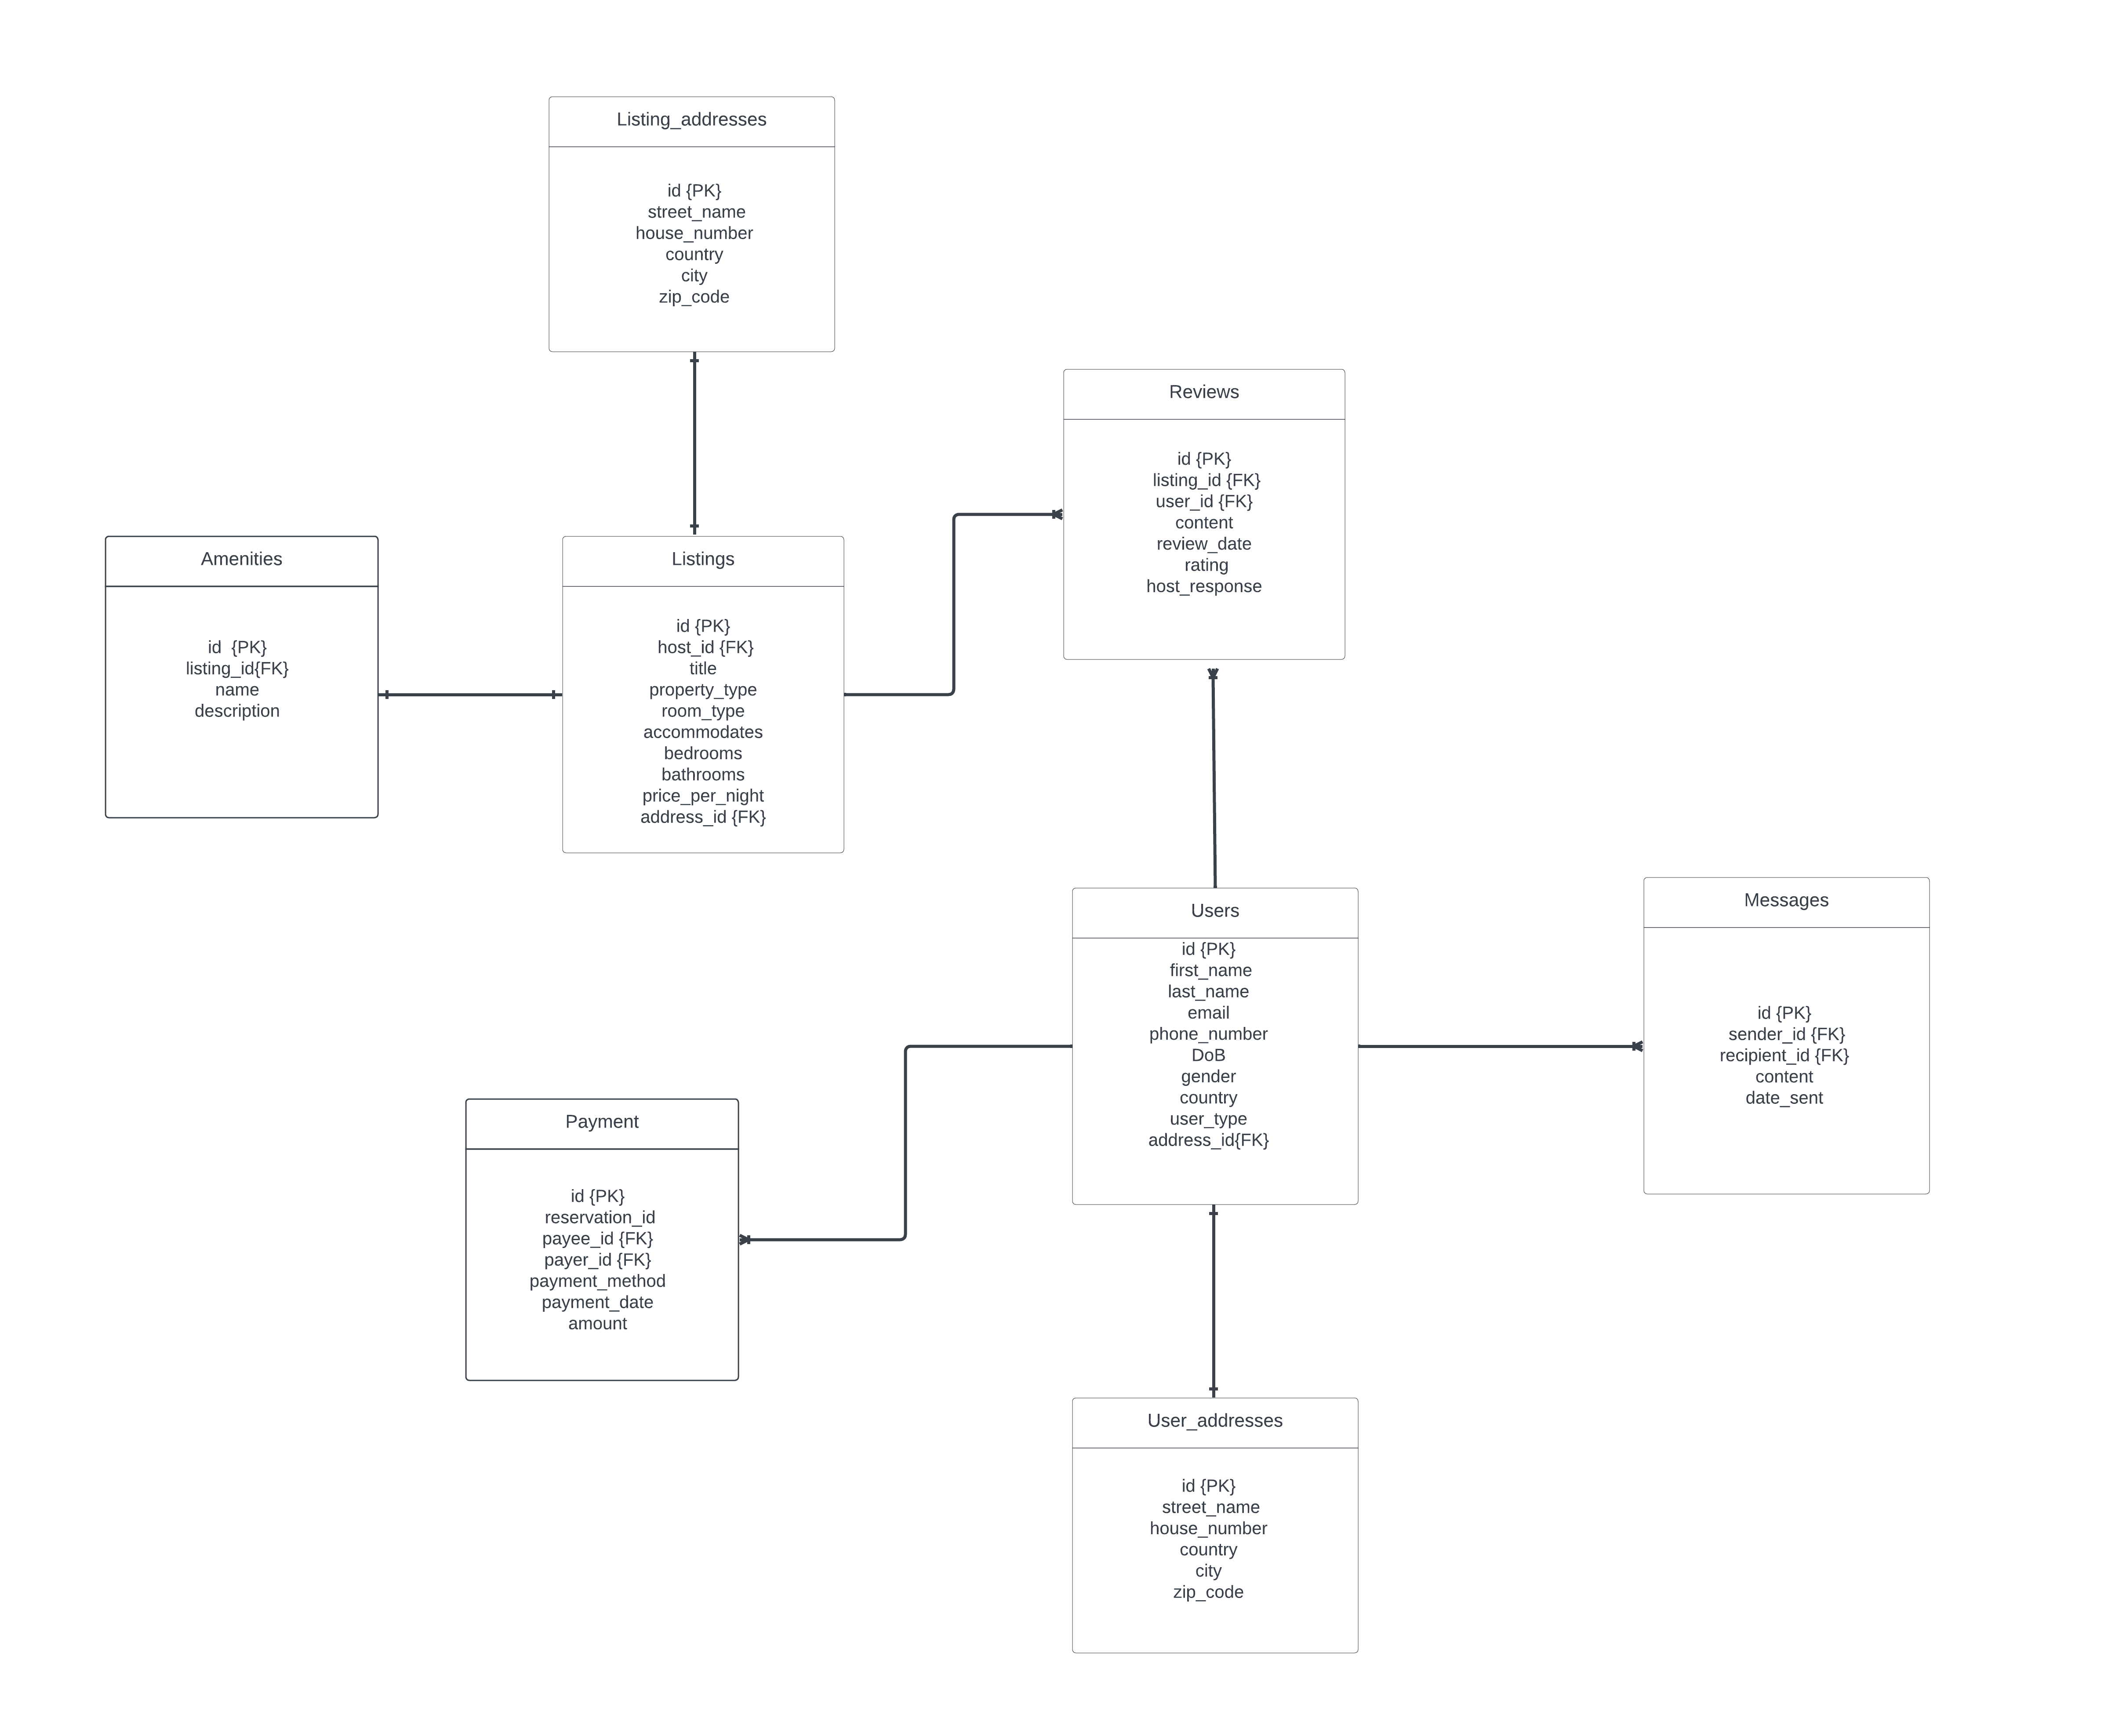 Listing_addresses
id {PK}
street_name
house_number
country
city
zip_code
Reviews
id {PK}
listing_id {FK}
user_id {FK}
content
review_date
rating
host_response
Amenities
id  {PK}
listing_id{FK}
name
description
Listings
id {PK}
host_id {FK}
title
property_type
room_type
accommodates
bedrooms
bathrooms
price_per_night
address_id {FK}
Users
id {PK}
first_name
last_name
email
phone_number
DoB
gender
country
user_type
address_id{FK}
Messages
id {PK}
sender_id {FK}
recipient_id {FK}
content
date_sent
Payment
id {PK}
reservation_id
payee_id {FK}
payer_id {FK}
payment_method
payment_date
amount
User_addresses
id {PK}
street_name
house_number
country
city
zip_code